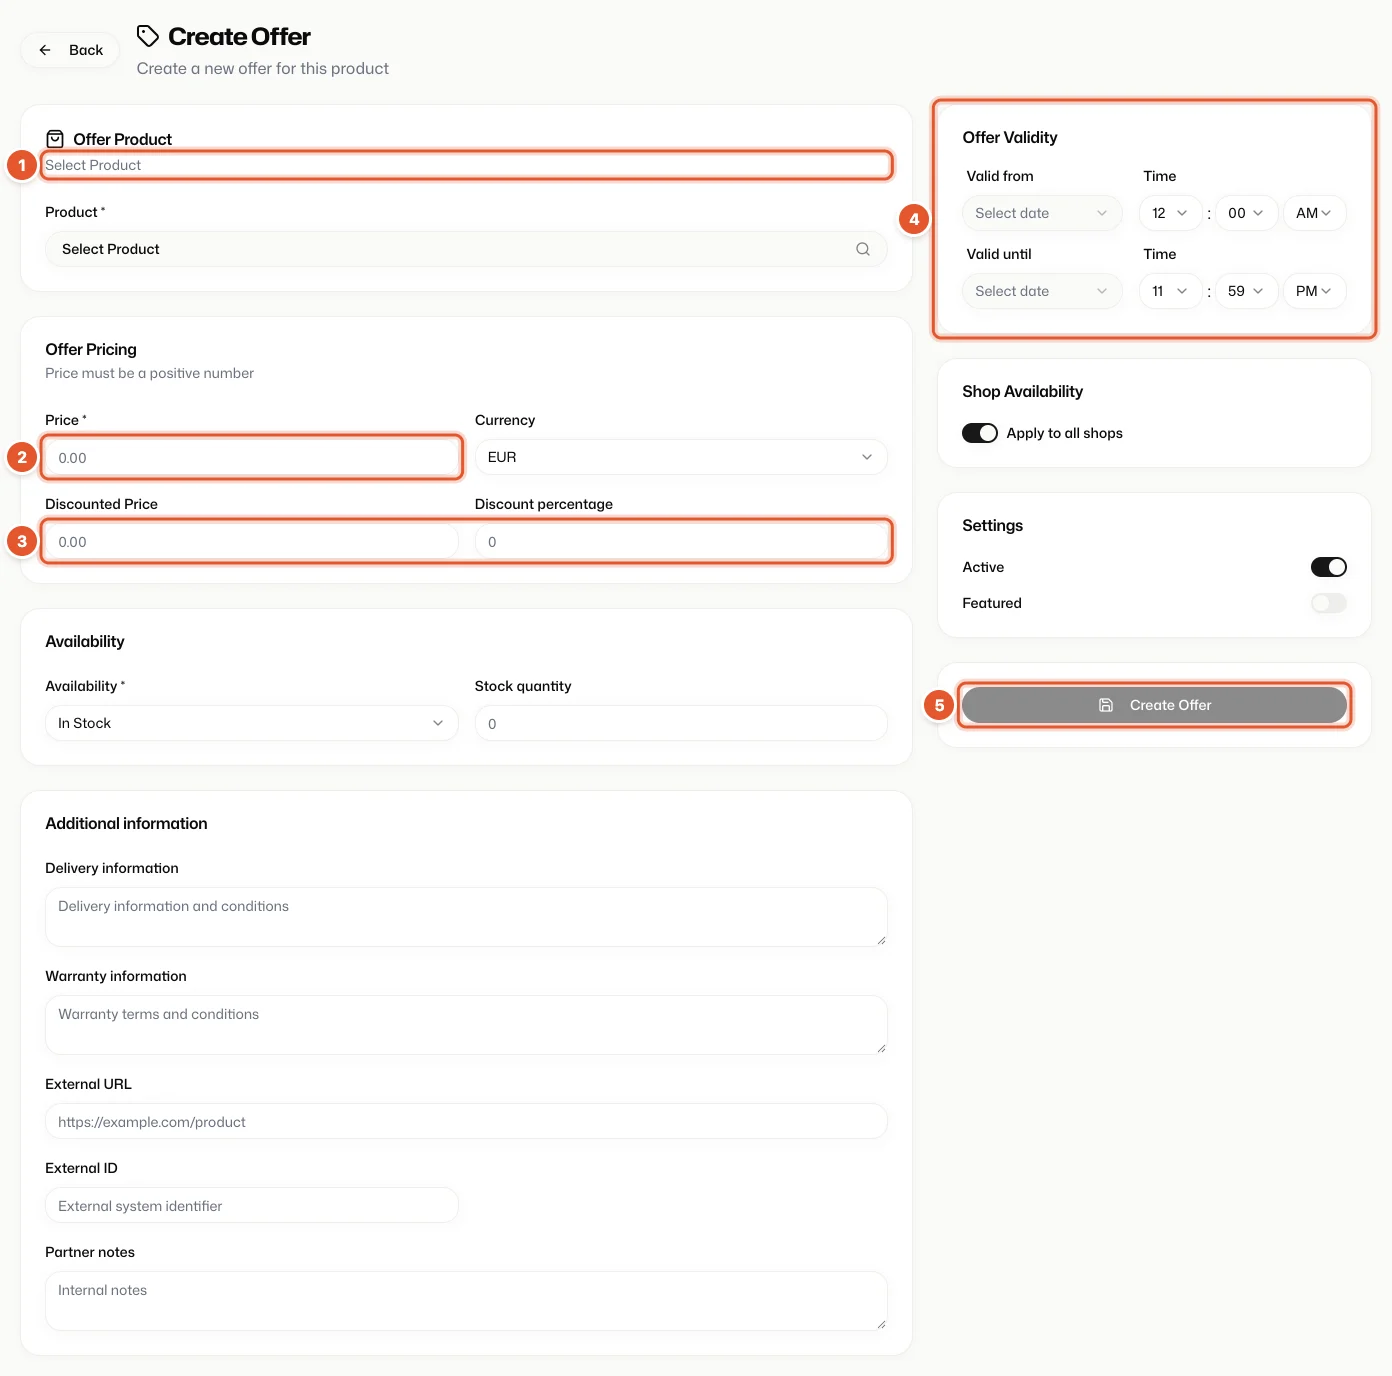 Back
Create Offer
Create a new offer for this product
Offer Product
1
Select Product
Product *
Select Product
Offer Pricing
Price must be a positive number
Price *
Currency
2
0.00
EUR
Discounted Price
Discount percentage
3
0.00
0
Availability
Availability *
Stock quantity
In Stock
0
Additional information
Delivery information
Delivery information and conditions
Warranty information
Warranty terms and conditions
External URL
https://example.com/product
External ID
External system identifier
Partner notes
Internal notes
4
Offer Validity
Valid from
Time
Select date
12 : 00 AM
Valid until
Time
Select date
11 : 59 PM
Shop Availability
Apply to all shops
Settings
Active
Featured
5
Create Offer